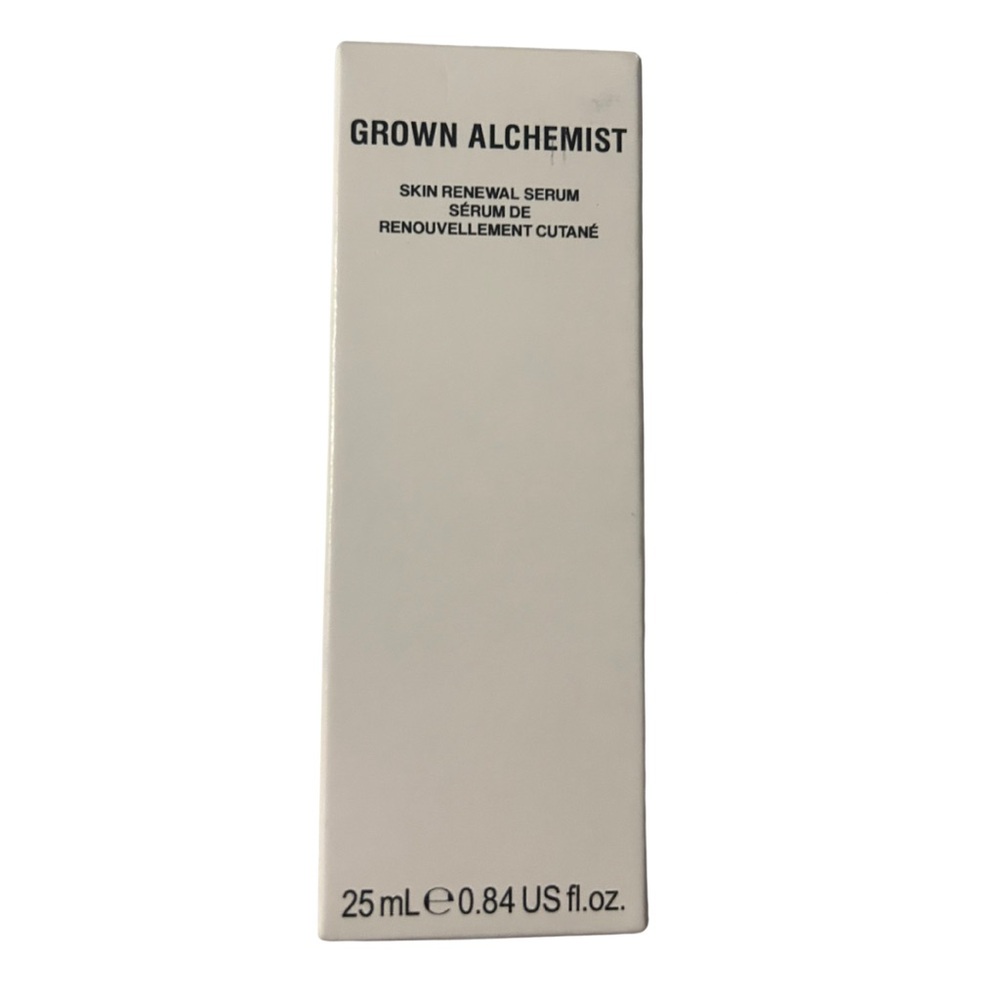 GROWN ALCHEMIST
SKIN RENEWAL SERUM
SÉRUM DE
RENOUVELLEMENT CUTANÉ
25 mL ℮ 0.84 US fl.oz.